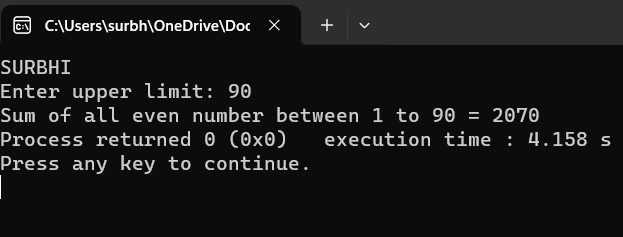 C:\Users\surbh\OneDrive\Doc
SURBHI
Enter upper limit: 90
Sum of all even number between 1 to 90 = 2070
Process returned 0 (0x0)   execution time : 4.158 s
Press any key to continue.